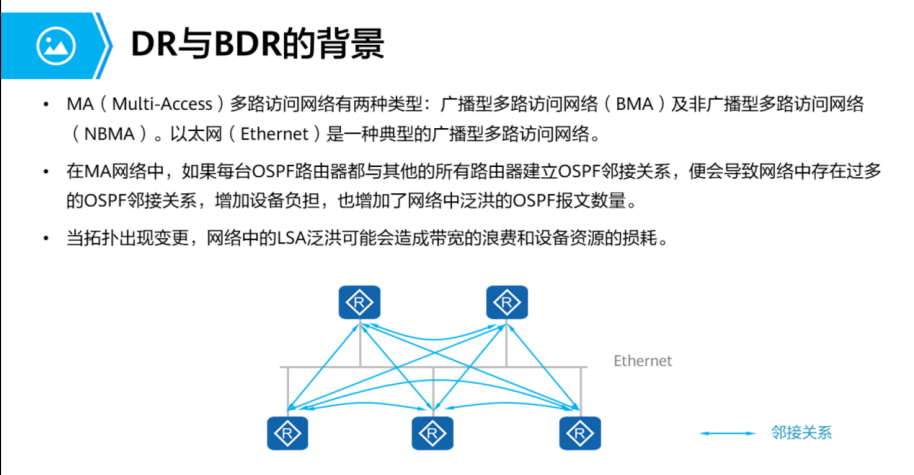 DR与BDR的背景
• MA（Multi-Access）多路访问网络有两种类型：广播型多路访问网络（BMA）及非广播型多路访问网络
（NBMA）。以太网（Ethernet）是一种典型的广播型多路访问网络。
• 在MA网络中，如果每台OSPF路由器都与其他的所有路由器建立OSPF邻接关系，便会导致网络中存在过多
的OSPF邻接关系，增加设备负担，也增加了网络中泛洪的OSPF报文数量。
• 当拓扑出现变更，网络中的LSA泛洪可能会造成带宽的浪费和设备资源的损耗。
R R
Ethernet
R R R
邻接关系